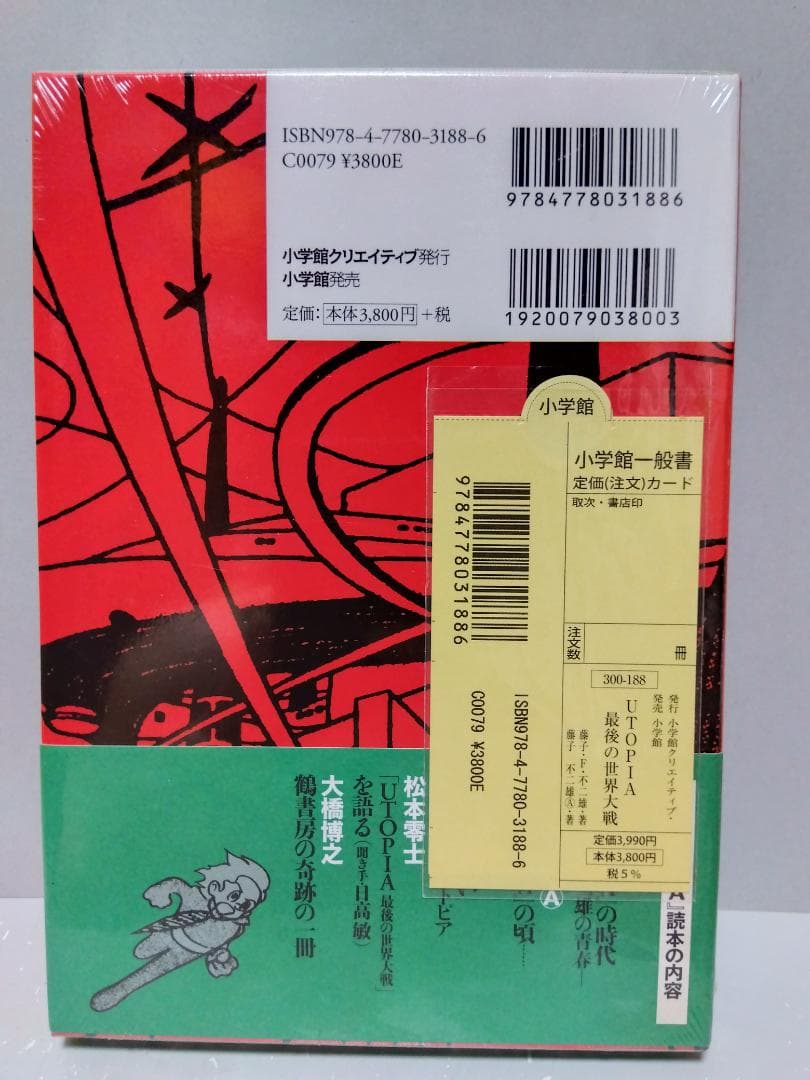 ISBN978-4-7780-3188-6
C0079 ¥3800E
9784778031886
小学館クリエイティブ発行
小学館発売
定価: 本体3,800円 +税
1920079038003
小学館
小学館一般書
定価(注文)カード
取次・書店印
注文数
冊
300-188
発行 小学館クリエイティブ・
発売 小学館
UTOPIA
最後の世界大戦
藤子・F・不二雄・著
藤子 不二雄Ⓐ・著
定価3,990円
本体3,800円
税5%
9784778031886
ISBN978-4-7780-3188-6
C0079 ¥3800E
A』読本の内容
の時代
雄の青春―
Ⓐ
の頃……
トピア
松本零士
「UTOPIA 最後の世界大戦」
を語る(聞き手・日高敏)
大橋博之
鶴書房の奇跡の一冊